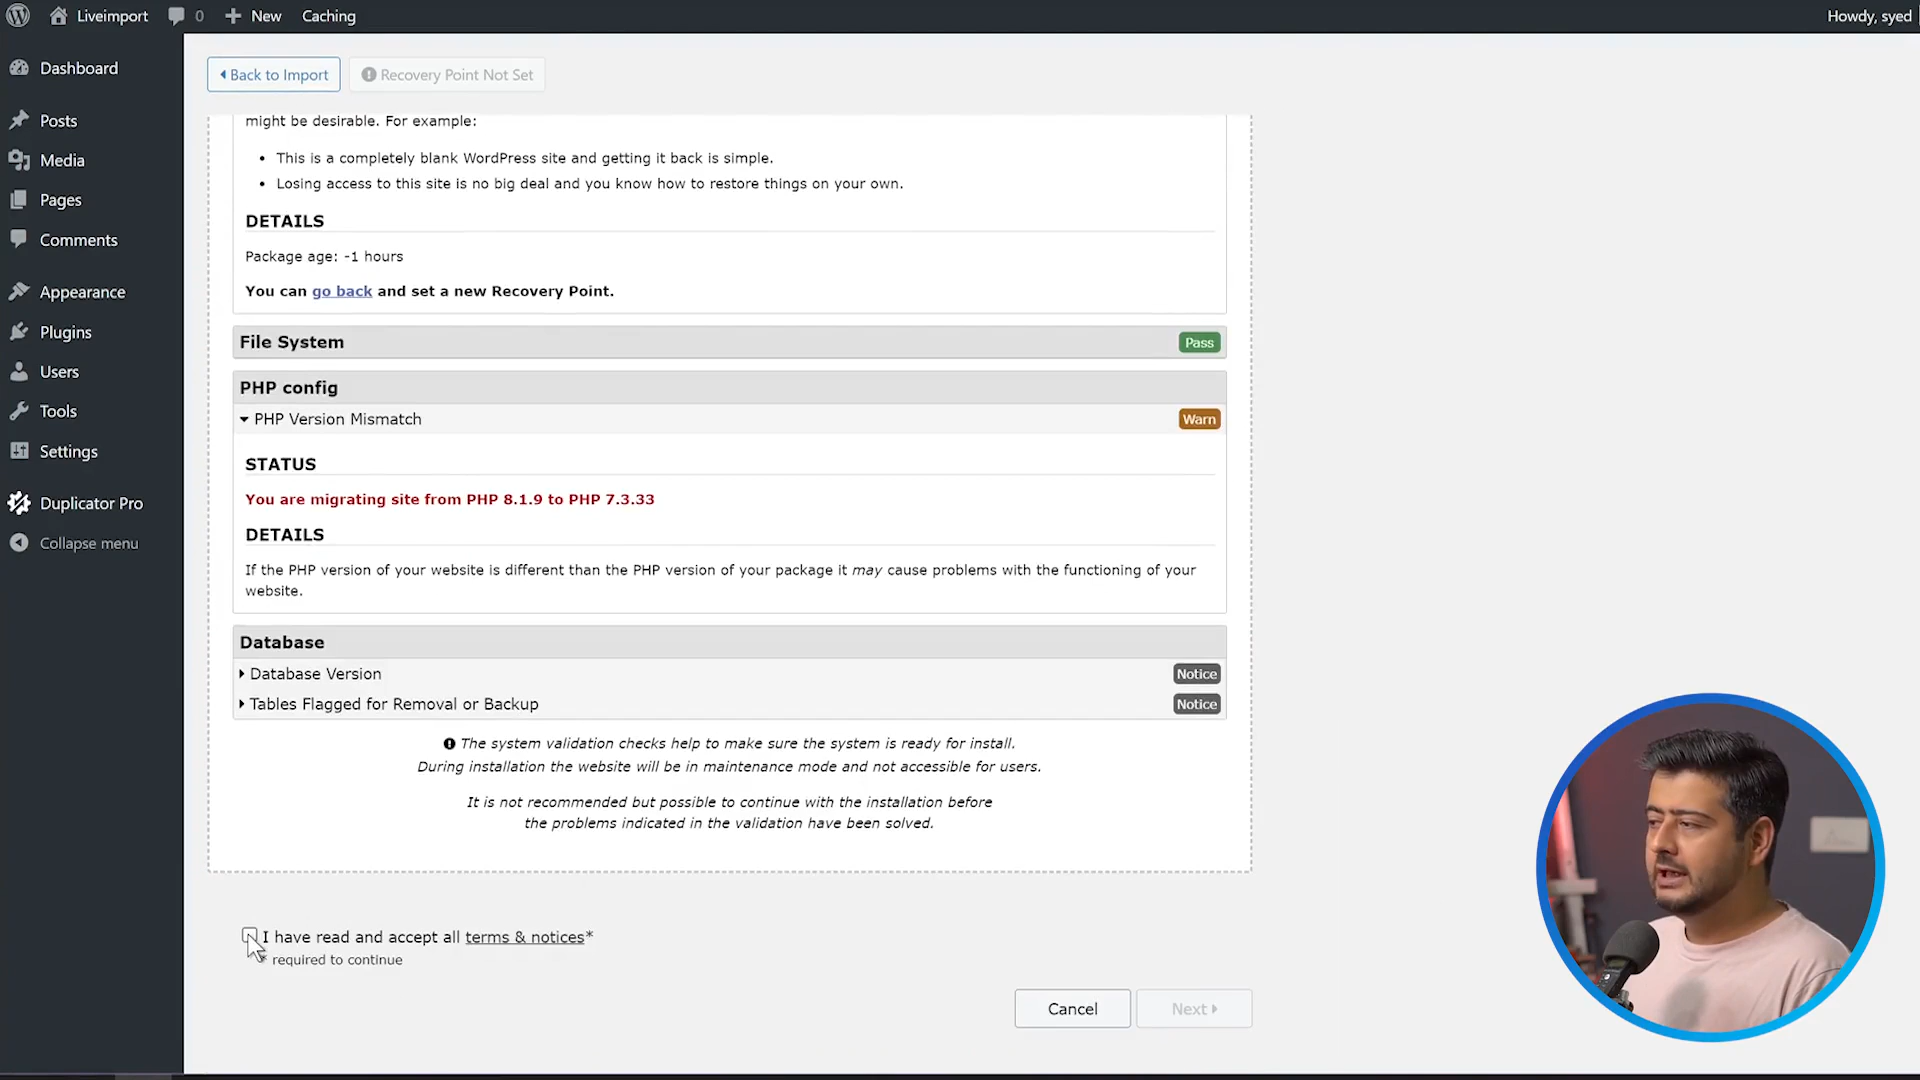 Liveimport
0
New
Caching
Howdy, syed
Dashboard
Posts
Media
Pages
Comments
Appearance
Plugins
Users
Tools
Settings
Duplicator Pro
Collapse menu
Back to Import
Recovery Point Not Set
might be desirable. For example:
• This is a completely blank WordPress site and getting it back is simple.
• Losing access to this site is no big deal and you know how to restore things on your own.
DETAILS
Package age: -1 hours
You can go back and set a new Recovery Point.
File System
Pass
PHP config
PHP Version Mismatch
Warn
STATUS
You are migrating site from PHP 8.1.9 to PHP 7.3.33
DETAILS
If the PHP version of your website is different than the PHP version of your package it may cause problems with the functioning of your
website.
Database
Database Version
Notice
Tables Flagged for Removal or Backup
Notice
The system validation checks help to make sure the system is ready for install.
During installation the website will be in maintenance mode and not accessible for users.
It is not recommended but possible to continue with the installation before
the problems indicated in the validation have been solved.
I have read and accept all terms & notices*
* required to continue
Cancel
Next